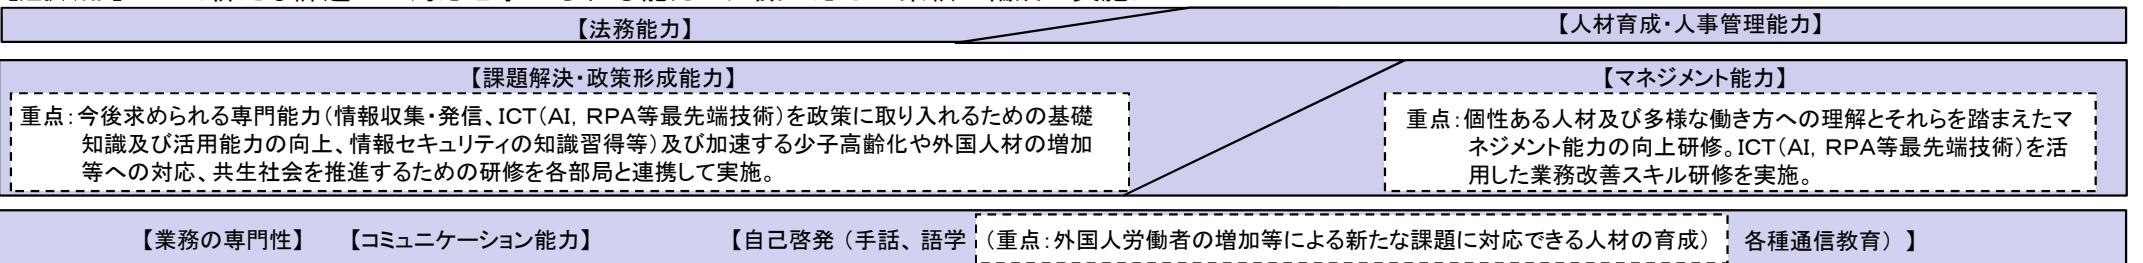 【法務能力】
【人材育成・人事管理能力】
【課題解決・政策形成能力】
重点：今後求められる専門能力（情報収集・発信、ICT（AI，RPA等最先端技術）を政策に取り入れるための基礎
知識及び活用能力の向上、情報セキュリティの知識習得等）及び加速する少子高齢化や外国人材の増加
等への対応、共生社会を推進するための研修を各部局と連携して実施。
【マネジメント能力】
重点：個性ある人材及び多様な働き方への理解とそれらを踏まえたマ
ネジメント能力の向上研修。ICT（AI，RPA等最先端技術）を活
用した業務改善スキル研修を実施。
【業務の専門性】　【コミュニケーション能力】　【自己啓発（手話、語学（重点：外国人労働者の増加等による新たな課題に対応できる人材の育成）各種通信教育）】